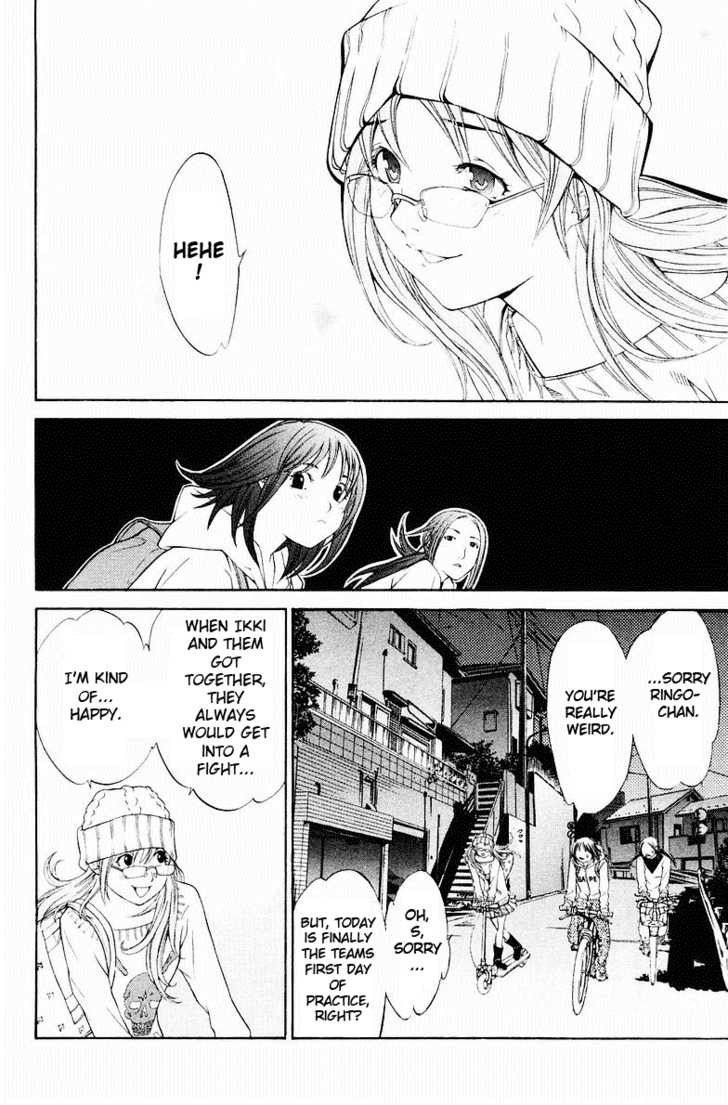 HEHE
!
...SORRY
RINGO-
CHAN.
YOU'RE
REALLY
WEIRD.
OH,
S,
SORRY
...
BUT, TODAY
IS FINALLY
THE TEAMS
FIRST DAY
OF
PRACTICE,
RIGHT?
WHEN IKKI
AND THEM
GOT
TOGETHER,
THEY
ALWAYS
WOULD GET
INTO A
FIGHT...
I'M KIND
OF...
HAPPY.